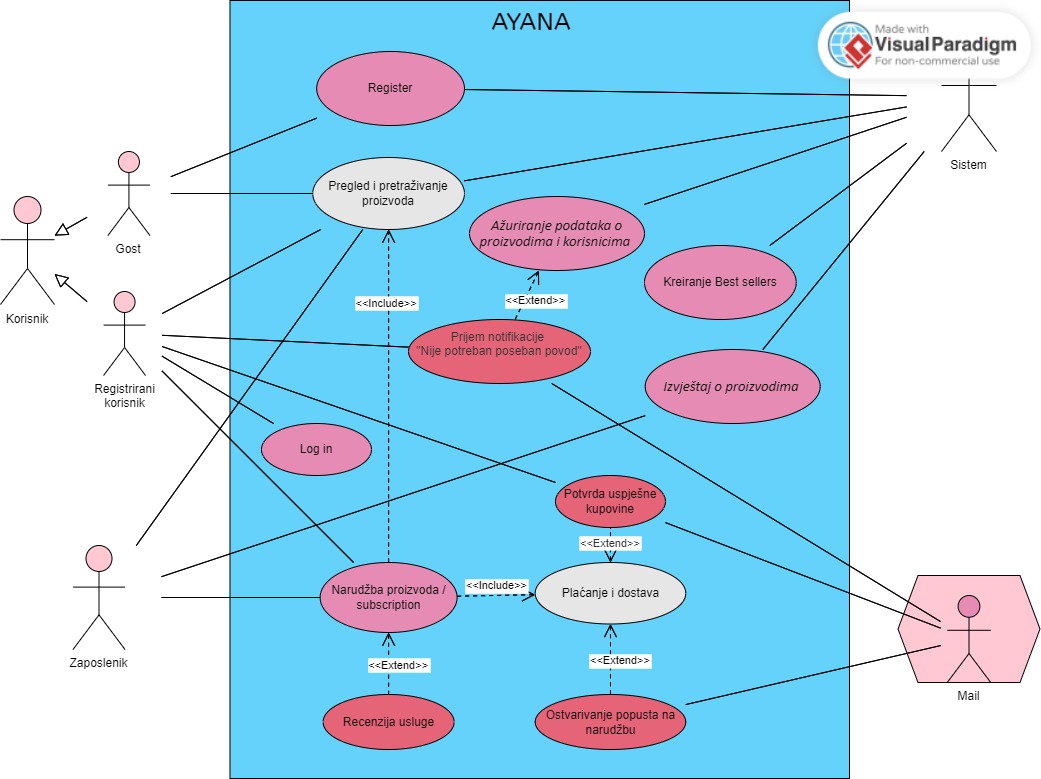 AYANA
Made with
Visual Paradigm
For non-commercial use
Register
Sistem
Pregled i pretraživanje
proizvoda
Gost
Ažuriranje podataka o
proizvodima i korisnicima
Kreiranje Best sellers
<<Include>>
<<Extend>>
Korisnik
Prijem notifikacije
"Nije potreban poseban povod"
Registrirani
korisnik
Izvještaj o proizvodima
Log in
Potvrda uspješne
kupovine
<<Extend>>
Narudžba proizvoda /
subscription
<<Include>>
Plaćanje i dostava
Zaposlenik
<<Extend>>
<<Extend>>
Mail
Recenzija usluge
Ostvarivanje popusta na
narudžbu